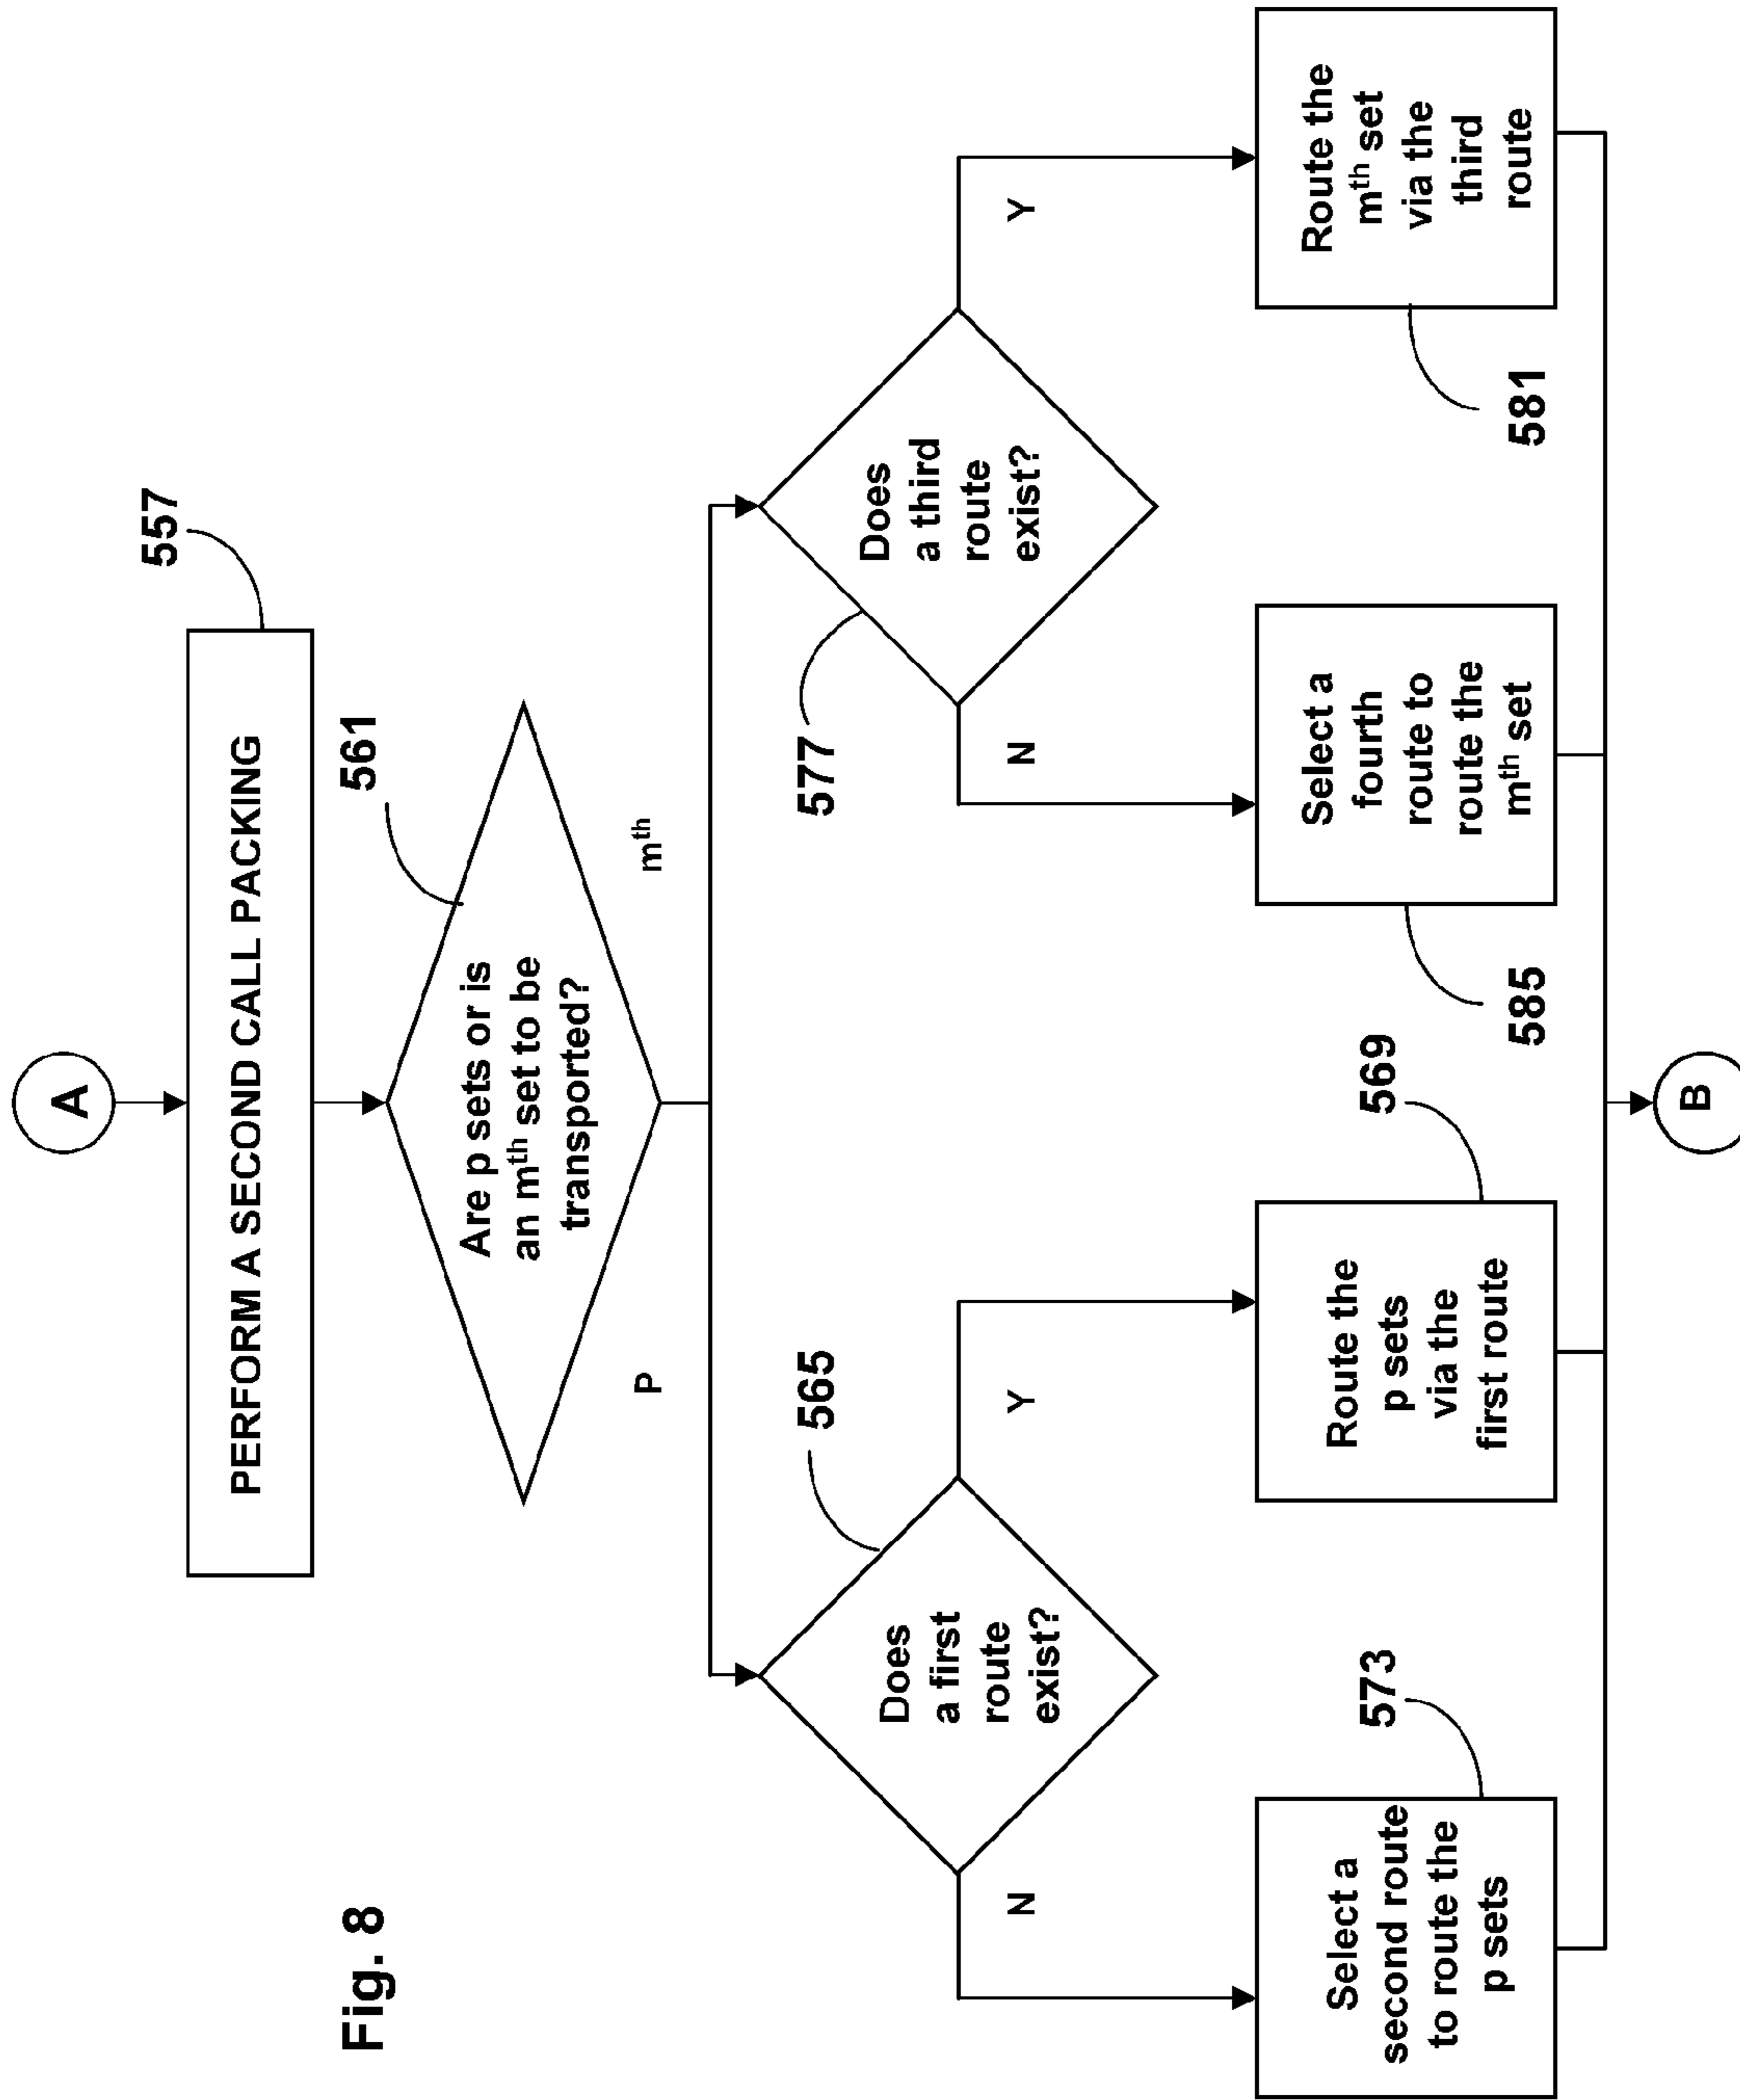 A
557
PERFORM A SECOND CALL PACKING
561
Are p sets or is
an mth set to be
transported?
P
mth
565
Does
a first
route
exist?
N
Y
577
Does
a third
route
exist?
N
Y
573
Select a
second route
to route the
p sets
569
Route the
p sets
via the
first route
585
Select a
fourth
route to
route the
mth set
581
Route the
mth set
via the
third
route
B
Fig. 8